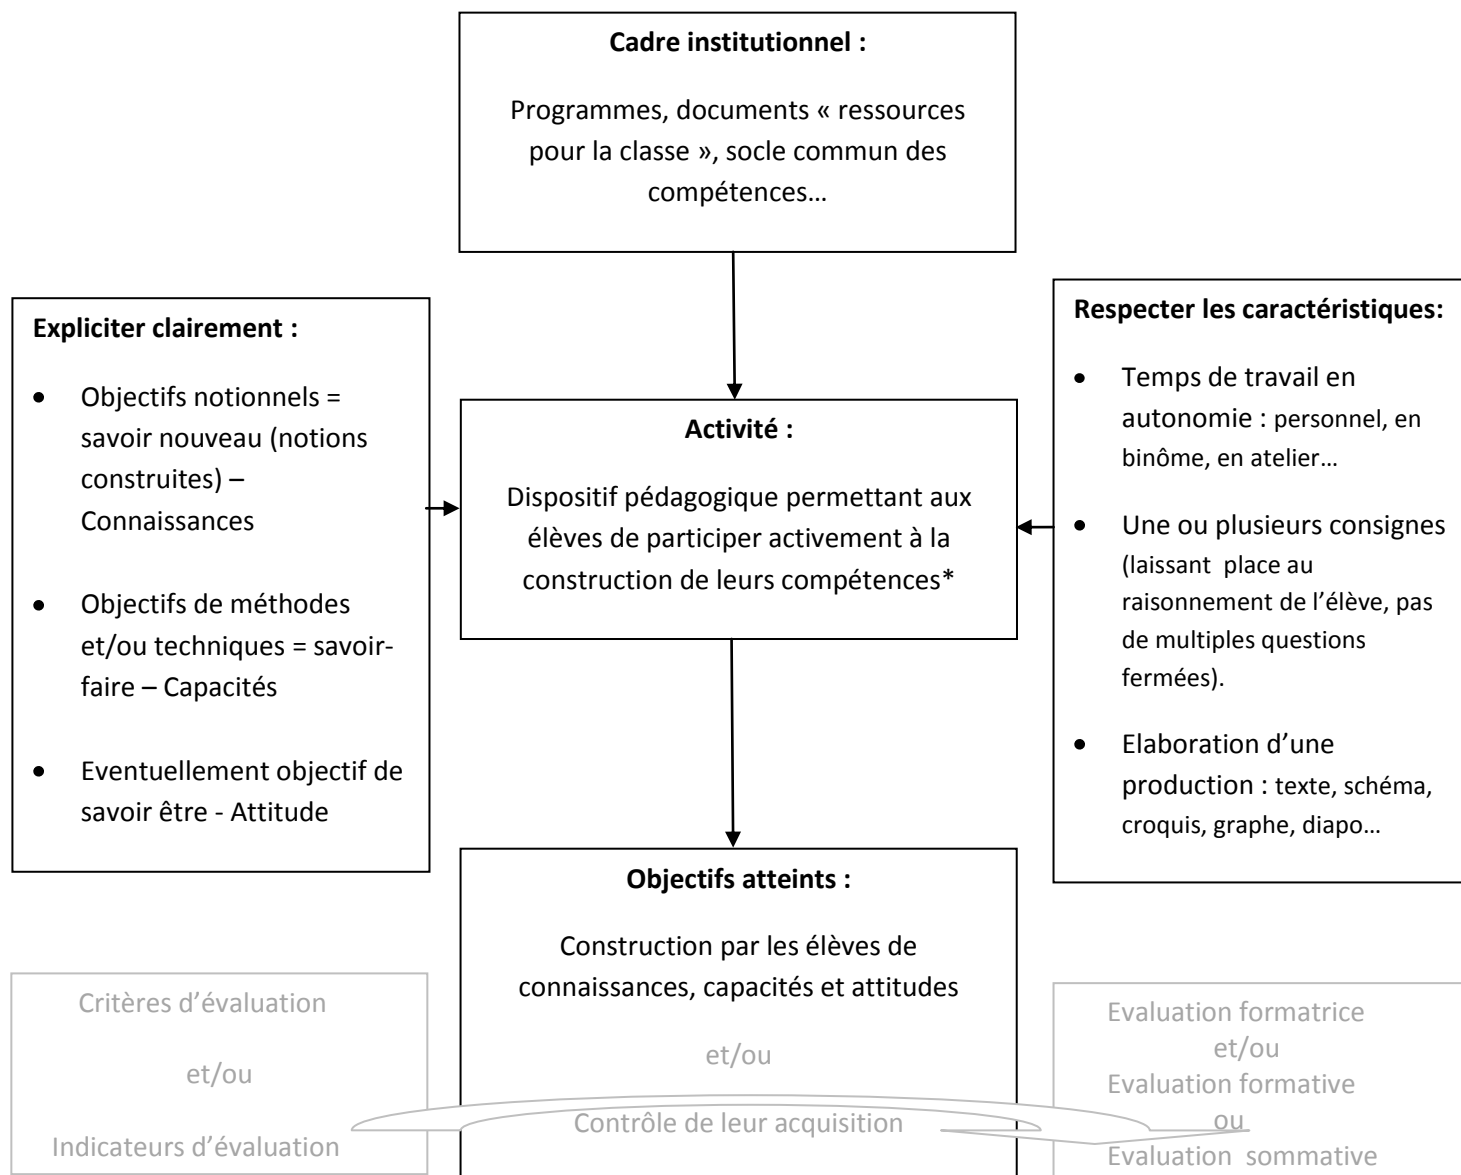 Cadre institutionnel :
Programmes, documents « ressources
pour la classe », socle commun des
compétences…
Expliciter clairement :
• Objectifs notionnels =
savoir nouveau (notions
construites) –
Connaissances
• Objectifs de méthodes
et/ou techniques = savoir-
faire – Capacités
• Eventuellement objectif de
savoir être - Attitude
Activité :
Dispositif pédagogique permettant aux
élèves de participer activement à la
construction de leurs compétences*
Respecter les caractéristiques:
• Temps de travail en
autonomie : personnel, en
binôme, en atelier…
• Une ou plusieurs consignes
(laissant place au
raisonnement de l’élève, pas
de multiples questions
fermées).
• Elaboration d’une
production : texte, schéma,
croquis, graphe, diapo…
Objectifs atteints :
Construction par les élèves de
connaissances, capacités et attitudes
et/ou
Contrôle de leur acquisition
Critères d’évaluation
et/ou
Indicateurs d’évaluation
Evaluation formatrice
et/ou
Evaluation formative
ou
Evaluation sommative